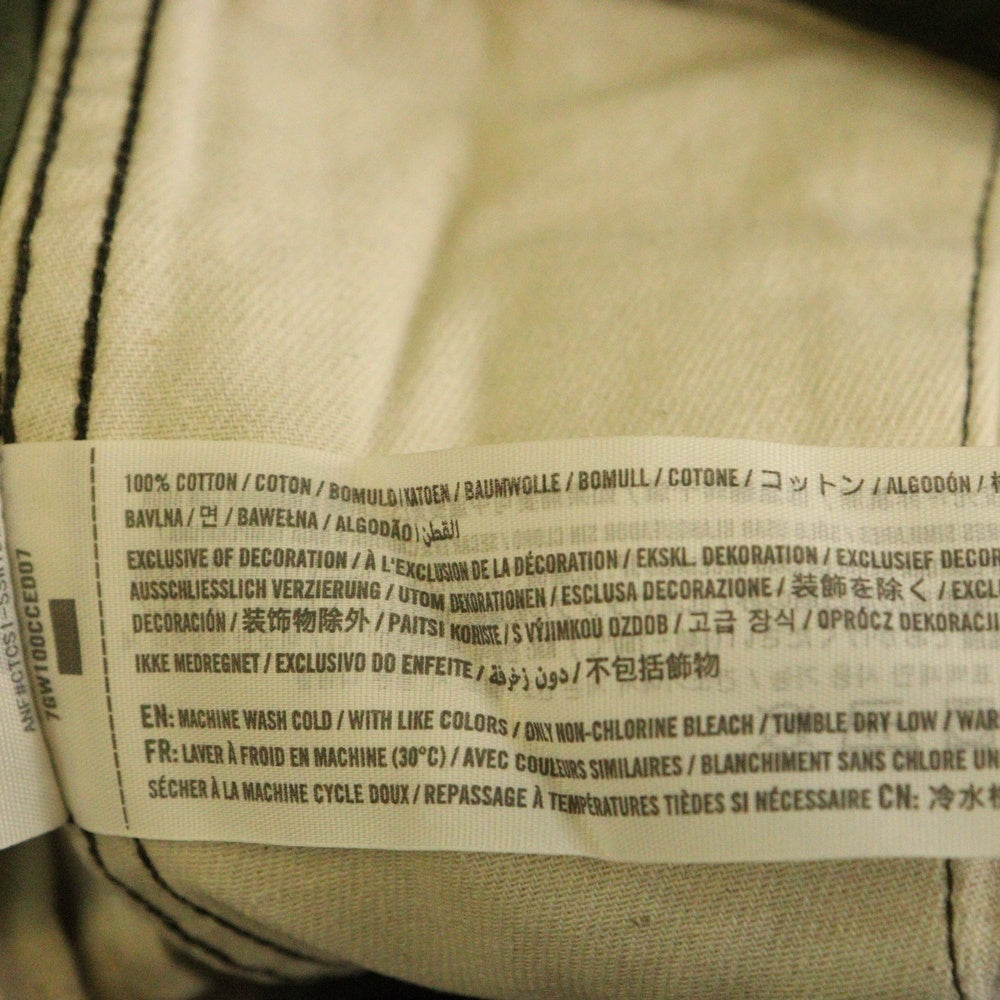 100% COTTON / COTON / BOMULD / KATOEN / BAUMWOLLE / BOMULL / COTONE / コットン / ALGODÓN /
BAVLNA / 면 / BAWEŁNA / ALGODÃO / القطن
EXCLUSIVE OF DECORATION / À L'EXCLUSION DE LA DÉCORATION / EKSKL. DEKORATION / EXCLUSIEF DECOR
AUSSCHLIESSLICH VERZIERUNG / UTOM DEKORATIONEN / ESCLUSA DECORAZIONE / 装飾を除く / EXCL
DECORACIÓN / 装饰物除外 / PAITSI KORISTE / S VÝJIMKOU OZDOB / 고급 장식 / OPRÓCZ DEKORACJI
IKKE MEDREGNET / EXCLUSIVO DO ENFEITE / دون زخرفة / 不包括飾物
EN: MACHINE WASH COLD / WITH LIKE COLORS / ONLY NON-CHLORINE BLEACH / TUMBLE DRY LOW / WAR
FR: LAVER À FROID EN MACHINE (30°C) / AVEC COULEURS SIMILAIRES / BLANCHIMENT SANS CHLORE UN
SÉCHER À LA MACHINE CYCLE DOUX / REPASSAGE À TEMPÉRATURES TIÈDES SI NÉCESSAIRE CN: 冷水
7GW100CCED07